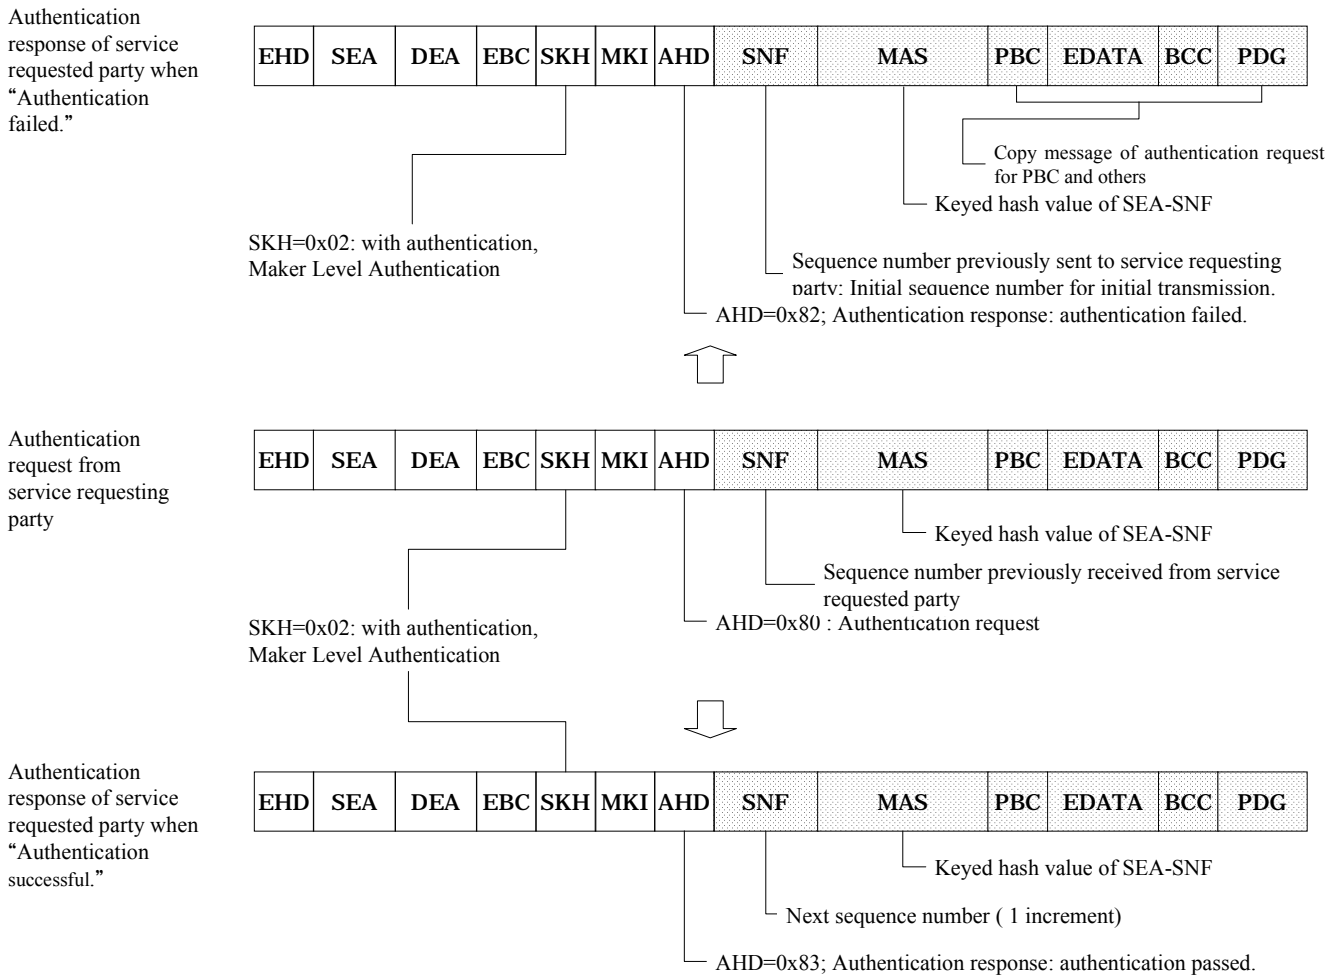 Authentication
response of service
requested party when
“Authentication
failed.”
EHD SEA DEA EBC SKH MKI AHD SNF MAS PBC EDATA BCC PDG
Copy message of authentication request
for PBC and others
Keyed hash value of SEA-SNF
SKH=0x02: with authentication,
Maker Level Authentication
Sequence number previously sent to service requesting
party: Initial sequence number for initial transmission.
AHD=0x82; Authentication response: authentication failed.
Authentication
request from
service requesting
party
EHD SEA DEA EBC SKH MKI AHD SNF MAS PBC EDATA BCC PDG
Keyed hash value of SEA-SNF
Sequence number previously received from service
requested party
AHD=0x80 : Authentication request
SKH=0x02: with authentication,
Maker Level Authentication
Authentication
response of service
requested party when
“Authentication
successful.”
EHD SEA DEA EBC SKH MKI AHD SNF MAS PBC EDATA BCC PDG
Keyed hash value of SEA-SNF
Next sequence number ( 1 increment)
AHD=0x83; Authentication response: authentication passed.